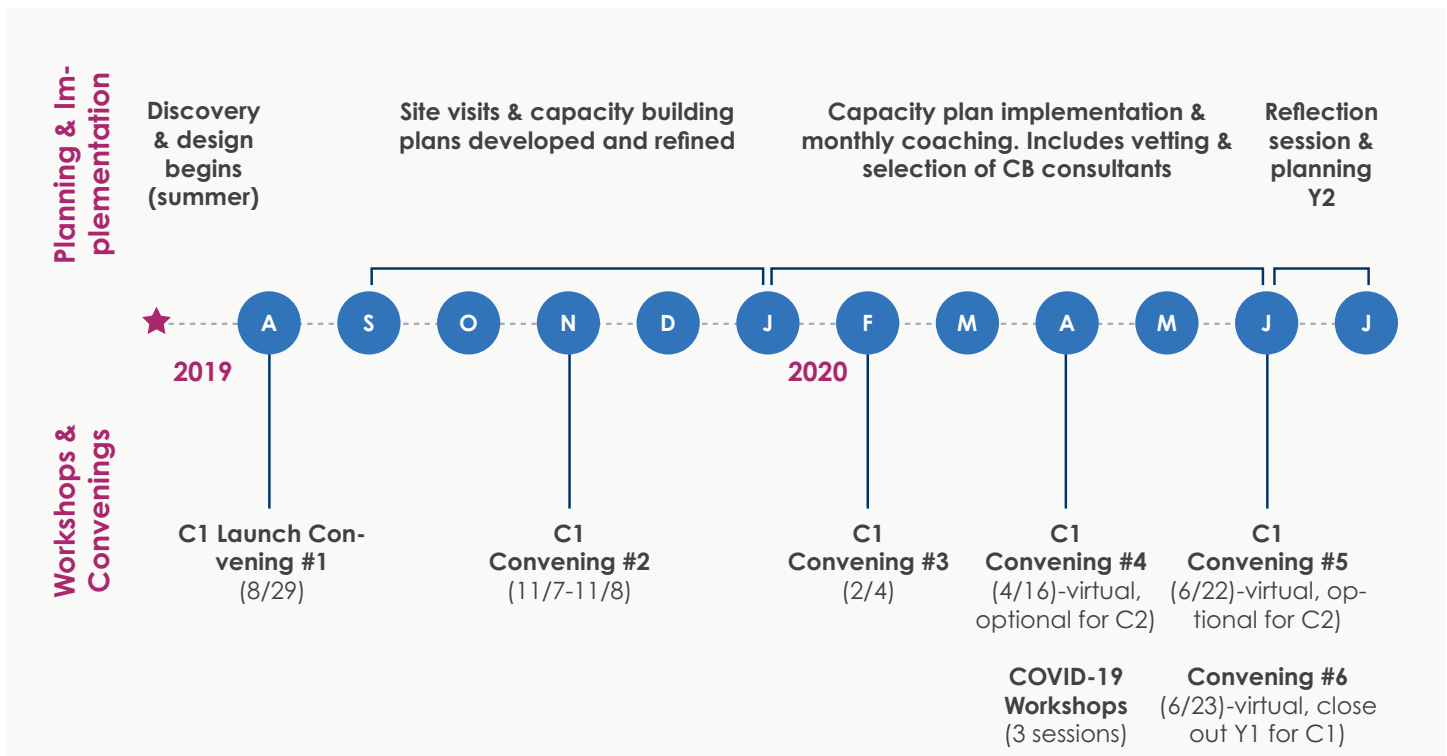 Planning & Im-
plementation
Discovery
& design
begins
(summer)
Site visits & capacity building
plans developed and refined
Capacity plan implementation &
monthly coaching. Includes vetting &
selection of CB consultants
Reflection
session &
planning
Y2
A S O N D J F M A M J J
2019
2020
Workshops &
Convenings
C1 Launch Con-
vening #1
(8/29)
C1
Convening #2
(11/7-11/8)
C1
Convening #3
(2/4)
C1
Convening #4
(4/16)-virtual,
optional for C2)
COVID-19
Workshops
(3 sessions)
C1
Convening #5
(6/22)-virtual, op-
tional for C2)
Convening #6
(6/23)-virtual, close
out Y1 for C1)